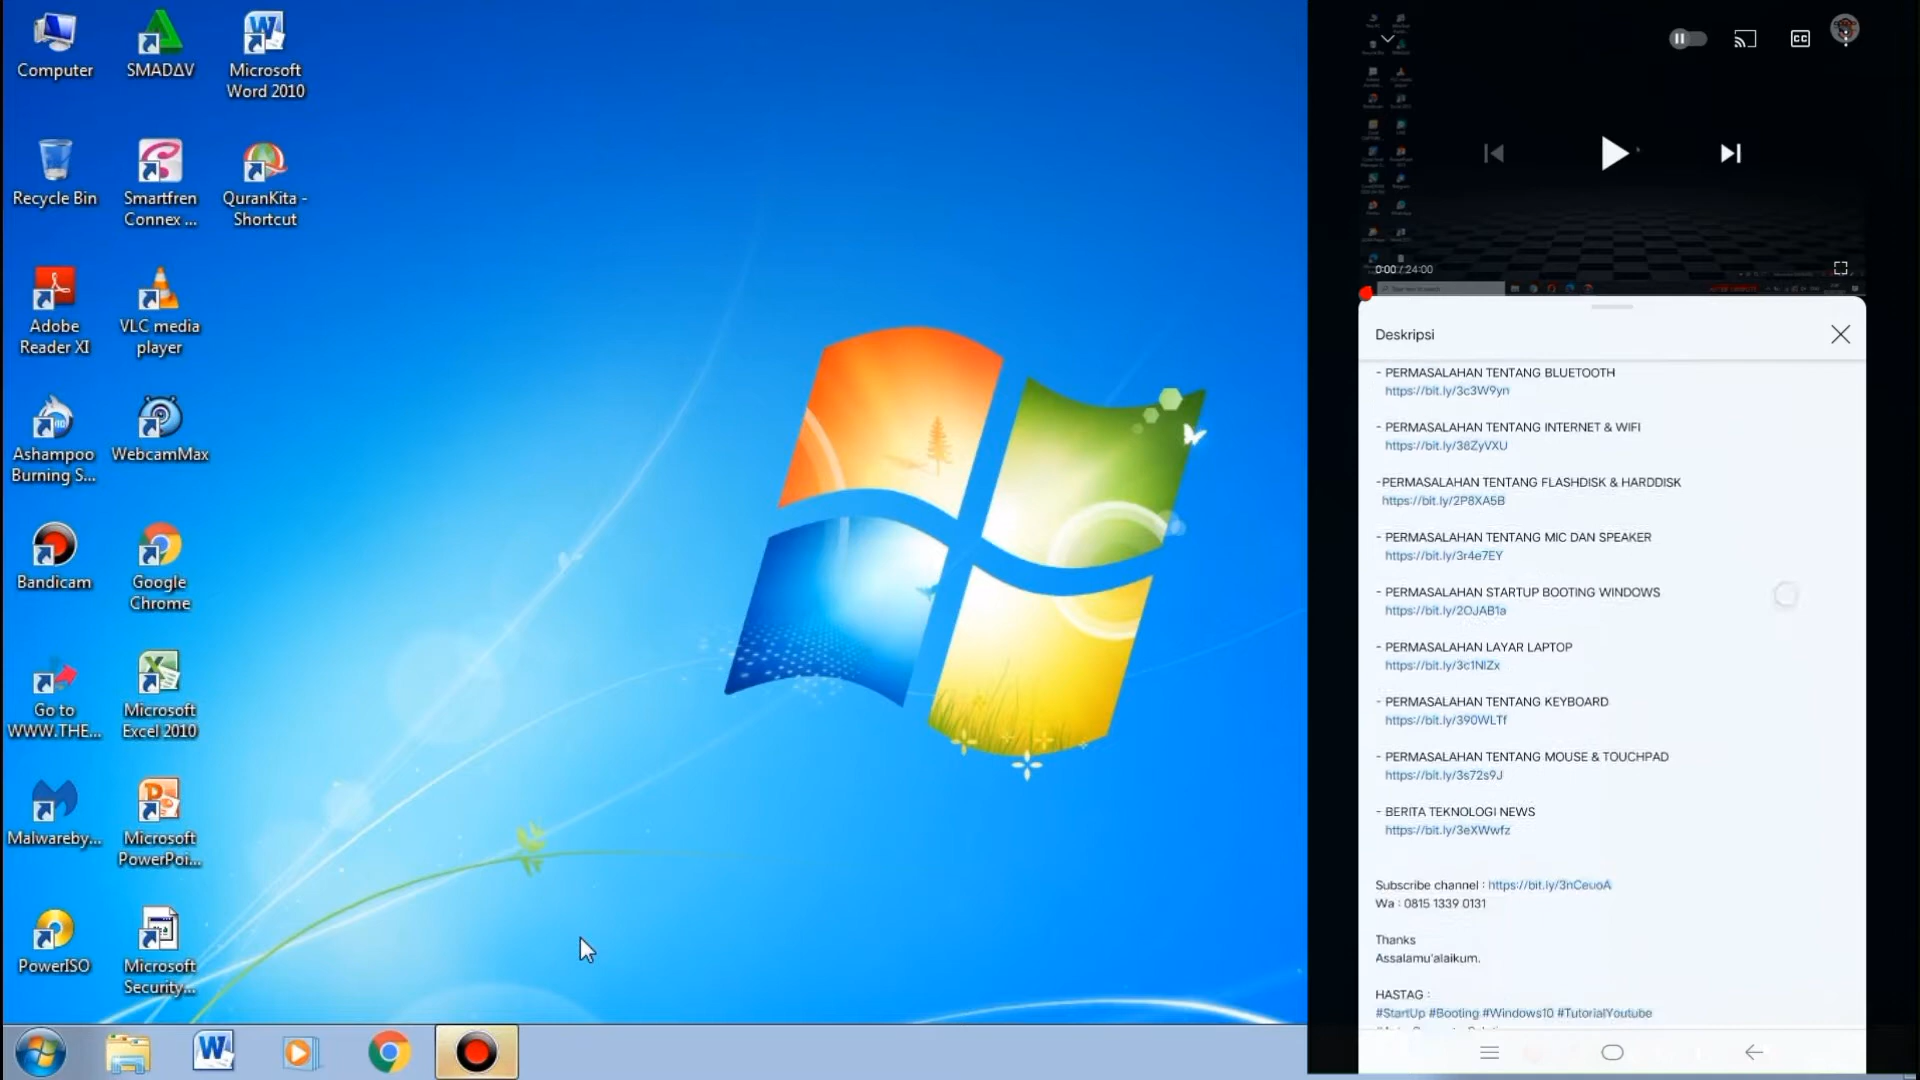 Computer
SMADΔV
Microsoft
Word 2010
Recycle Bin
Smartfren
Connex ...
QuranKita -
Shortcut
Adobe
Reader XI
VLC media
player
Ashampoo
Burning S...
WebcamMax
Bandicam
Google
Chrome
Go to
WWW.THE...
Microsoft
Excel 2010
Malwareby...
Microsoft
PowerPoi...
PowerISO
Microsoft
Security...
CC
0:00 / 24:00
Deskripsi
- PERMASALAHAN TENTANG BLUETOOTH
https://bit.ly/3c3W9yn
- PERMASALAHAN TENTANG INTERNET & WIFI
https://bit.ly/38ZyVXU
-PERMASALAHAN TENTANG FLASHDISK & HARDDISK
https://bit.ly/2P8XA5B
- PERMASALAHAN TENTANG MIC DAN SPEAKER
https://bit.ly/3r4e7EY
- PERMASALAHAN STARTUP BOOTING WINDOWS
https://bit.ly/2OJAB1a
- PERMASALAHAN LAYAR LAPTOP
https://bit.ly/3c1NlZx
- PERMASALAHAN TENTANG KEYBOARD
https://bit.ly/390WLTf
- PERMASALAHAN TENTANG MOUSE & TOUCHPAD
https://bit.ly/3s72s9J
- BERITA TEKNOLOGI NEWS
https://bit.ly/3eXWwfz
Subscribe channel : https://bit.ly/3nCeuoA
Wa : 0815 1339 0131
Thanks
Assalamu'alaikum.
HASTAG :
#StartUp #Booting #Windows10 #TutorialYoutube